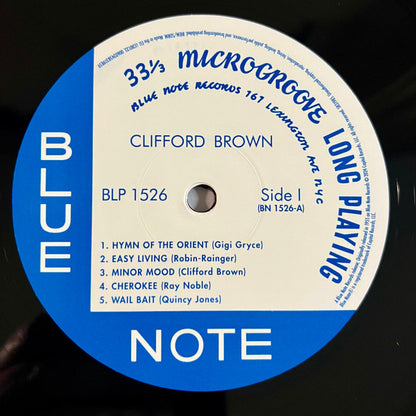 33⅓ MICROGROOVE LONG PLAYING
BLUE NOTE RECORDS 767 LEXINGTON AVE NYC
CLIFFORD BROWN
BLP 1526
Side I
(BN 1526-A)
BLUE
1. HYMN OF THE ORIENT (Gigi Gryce)
2. EASY LIVING (Robin-Rainger)
3. MINOR MOOD (Clifford Brown)
4. CHEROKEE (Ray Noble)
5. WAIL BAIT (Quincy Jones)
NOTE